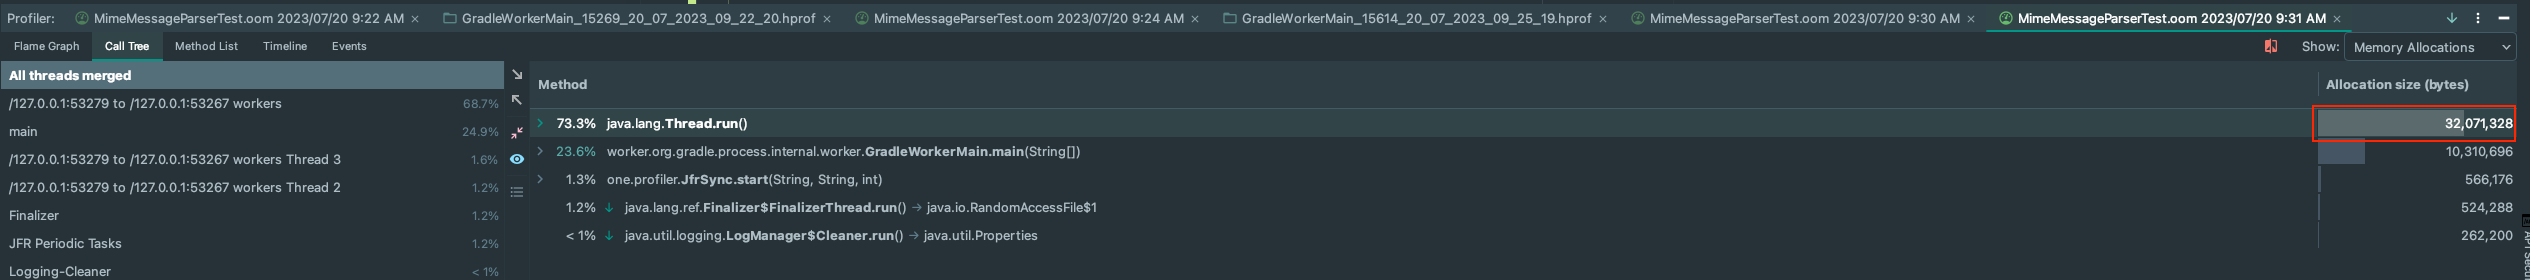 Profiler: MimeMessageParserTest.oom 2023/07/20 9:22 AM × GradleWorkerMain_15269_20_07_2023_09_22_20.hprof × MimeMessageParserTest.oom 2023/07/20 9:24 AM × GradleWorkerMain_15614_20_07_2023_09_25_19.hprof × MimeMessageParserTest.oom 2023/07/20 9:30 AM × MimeMessageParserTest.oom 2023/07/20 9:31 AM ×
Flame Graph Call Tree Method List Timeline Events Show: Memory Allocations
All threads merged
/127.0.0.1:53279 to /127.0.0.1:53267 workers 68.7%
main 24.9%
/127.0.0.1:53279 to /127.0.0.1:53267 workers Thread 3 1.6%
/127.0.0.1:53279 to /127.0.0.1:53267 workers Thread 2 1.2%
Finalizer 1.2%
JFR Periodic Tasks 1.2%
Logging-Cleaner < 1%
Method Allocation size (bytes)
73.3% java.lang.Thread.run() 32,071,328
23.6% worker.org.gradle.process.internal.worker.GradleWorkerMain.main(String[]) 10,310,696
1.3% one.profiler.JfrSync.start(String, String, int) 566,176
1.2% ↓ java.lang.ref.Finalizer$FinalizerThread.run() → java.io.RandomAccessFile$1 524,288
< 1% ↓ java.util.logging.LogManager$Cleaner.run() → java.util.Properties 262,200